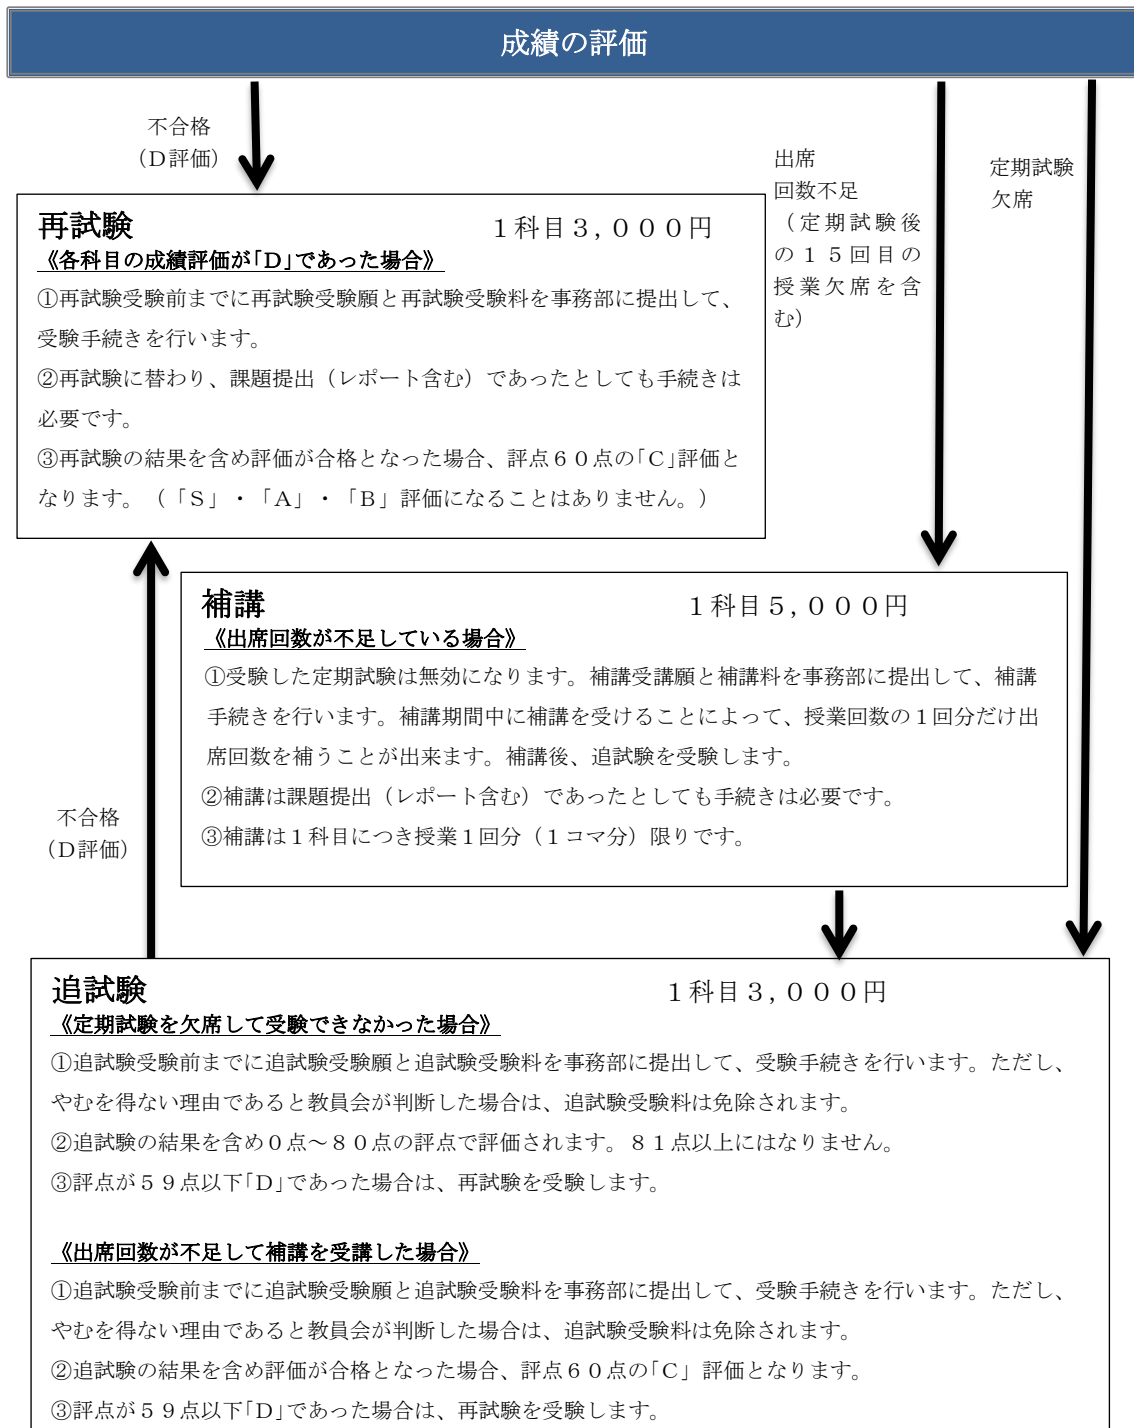 成績の評価
不合格
（Ｄ評価）
出席
回数不足
（定期試験後
の１５回目の
授業欠席を含
む）
定期試験
欠席
再試験　１科目３,０００円
《各科目の成績評価が｢Ｄ｣であった場合》
①再試験受験前までに再試験受験願と再試験受験料を事務部に提出して、
受験手続きを行います。
②再試験に替わり、課題提出（レポート含む）であったとしても手続きは
必要です。
③再試験の結果を含め評価が合格となった場合、評点６０点の｢Ｃ｣評価と
なります。（「Ｓ」・「Ａ」・「Ｂ」評価になることはありません。）
補講　１科目５,０００円
《出席回数が不足している場合》
①受験した定期試験は無効になります。補講受講願と補講料を事務部に提出して、補講
手続きを行います。補講期間中に補講を受けることによって、授業回数の１回分だけ出
席回数を補うことが出来ます。補講後、追試験を受験します。
②補講は課題提出（レポート含む）であったとしても手続きは必要です。
③補講は１科目につき授業１回分（１コマ分）限りです。
不合格
（Ｄ評価）
追試験　１科目３,０００円
《定期試験を欠席して受験できなかった場合》
①追試験受験前までに追試験受験願と追試験受験料を事務部に提出して、受験手続きを行います。ただし、
やむを得ない理由であると教員会が判断した場合は、追試験受験料は免除されます。
②追試験の結果を含め０点～８０点の評点で評価されます。８１点以上にはなりません。
③評点が５９点以下｢Ｄ｣であった場合は、再試験を受験します。
《出席回数が不足して補講を受講した場合》
①追試験受験前までに追試験受験願と追試験受験料を事務部に提出して、受験手続きを行います。ただし、
やむを得ない理由であると教員会が判断した場合は、追試験受験料は免除されます。
②追試験の結果を含め評価が合格となった場合、評点６０点の｢Ｃ」評価となります。
③評点が５９点以下｢Ｄ｣であった場合は、再試験を受験します。